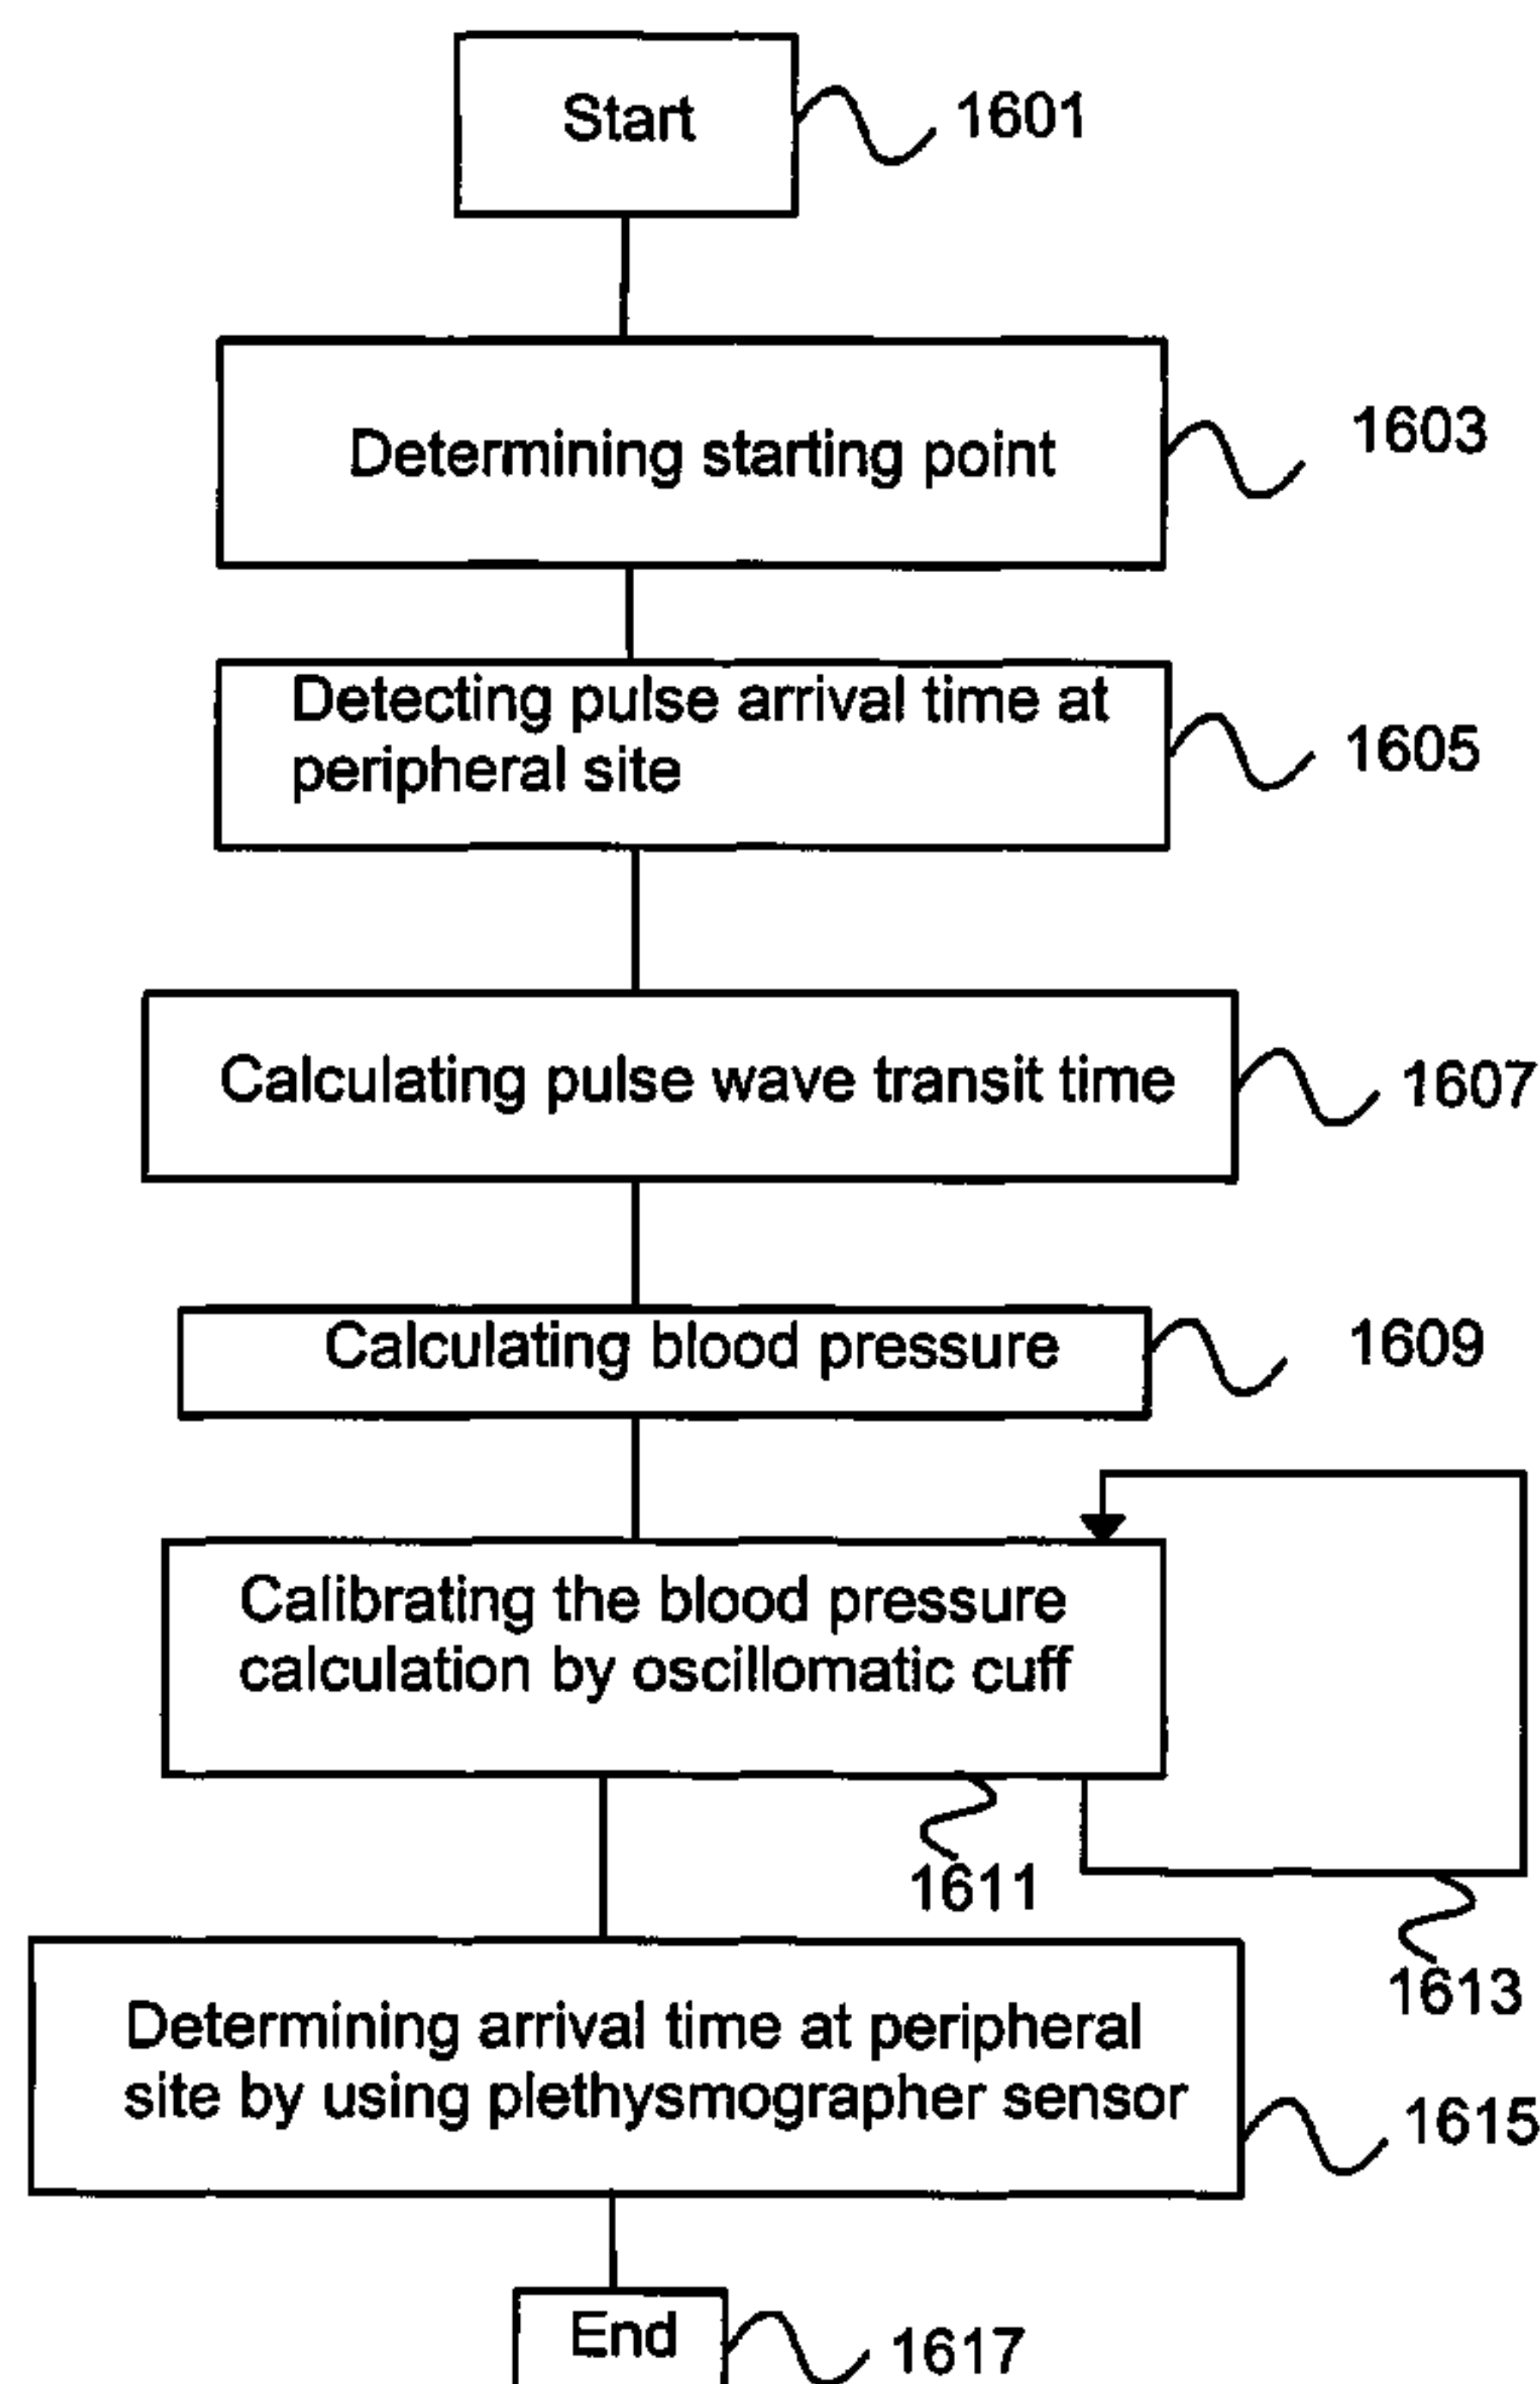 Start
1601
Determining starting point
1603
Detecting pulse arrival time at
peripheral site
1605
Calculating pulse wave transit time
1607
Calculating blood pressure
1609
Calibrating the blood pressure
calculation by oscillomatic cuff
1611
1613
Determining arrival time at peripheral
site by using plethysmographer sensor
1615
End
1617